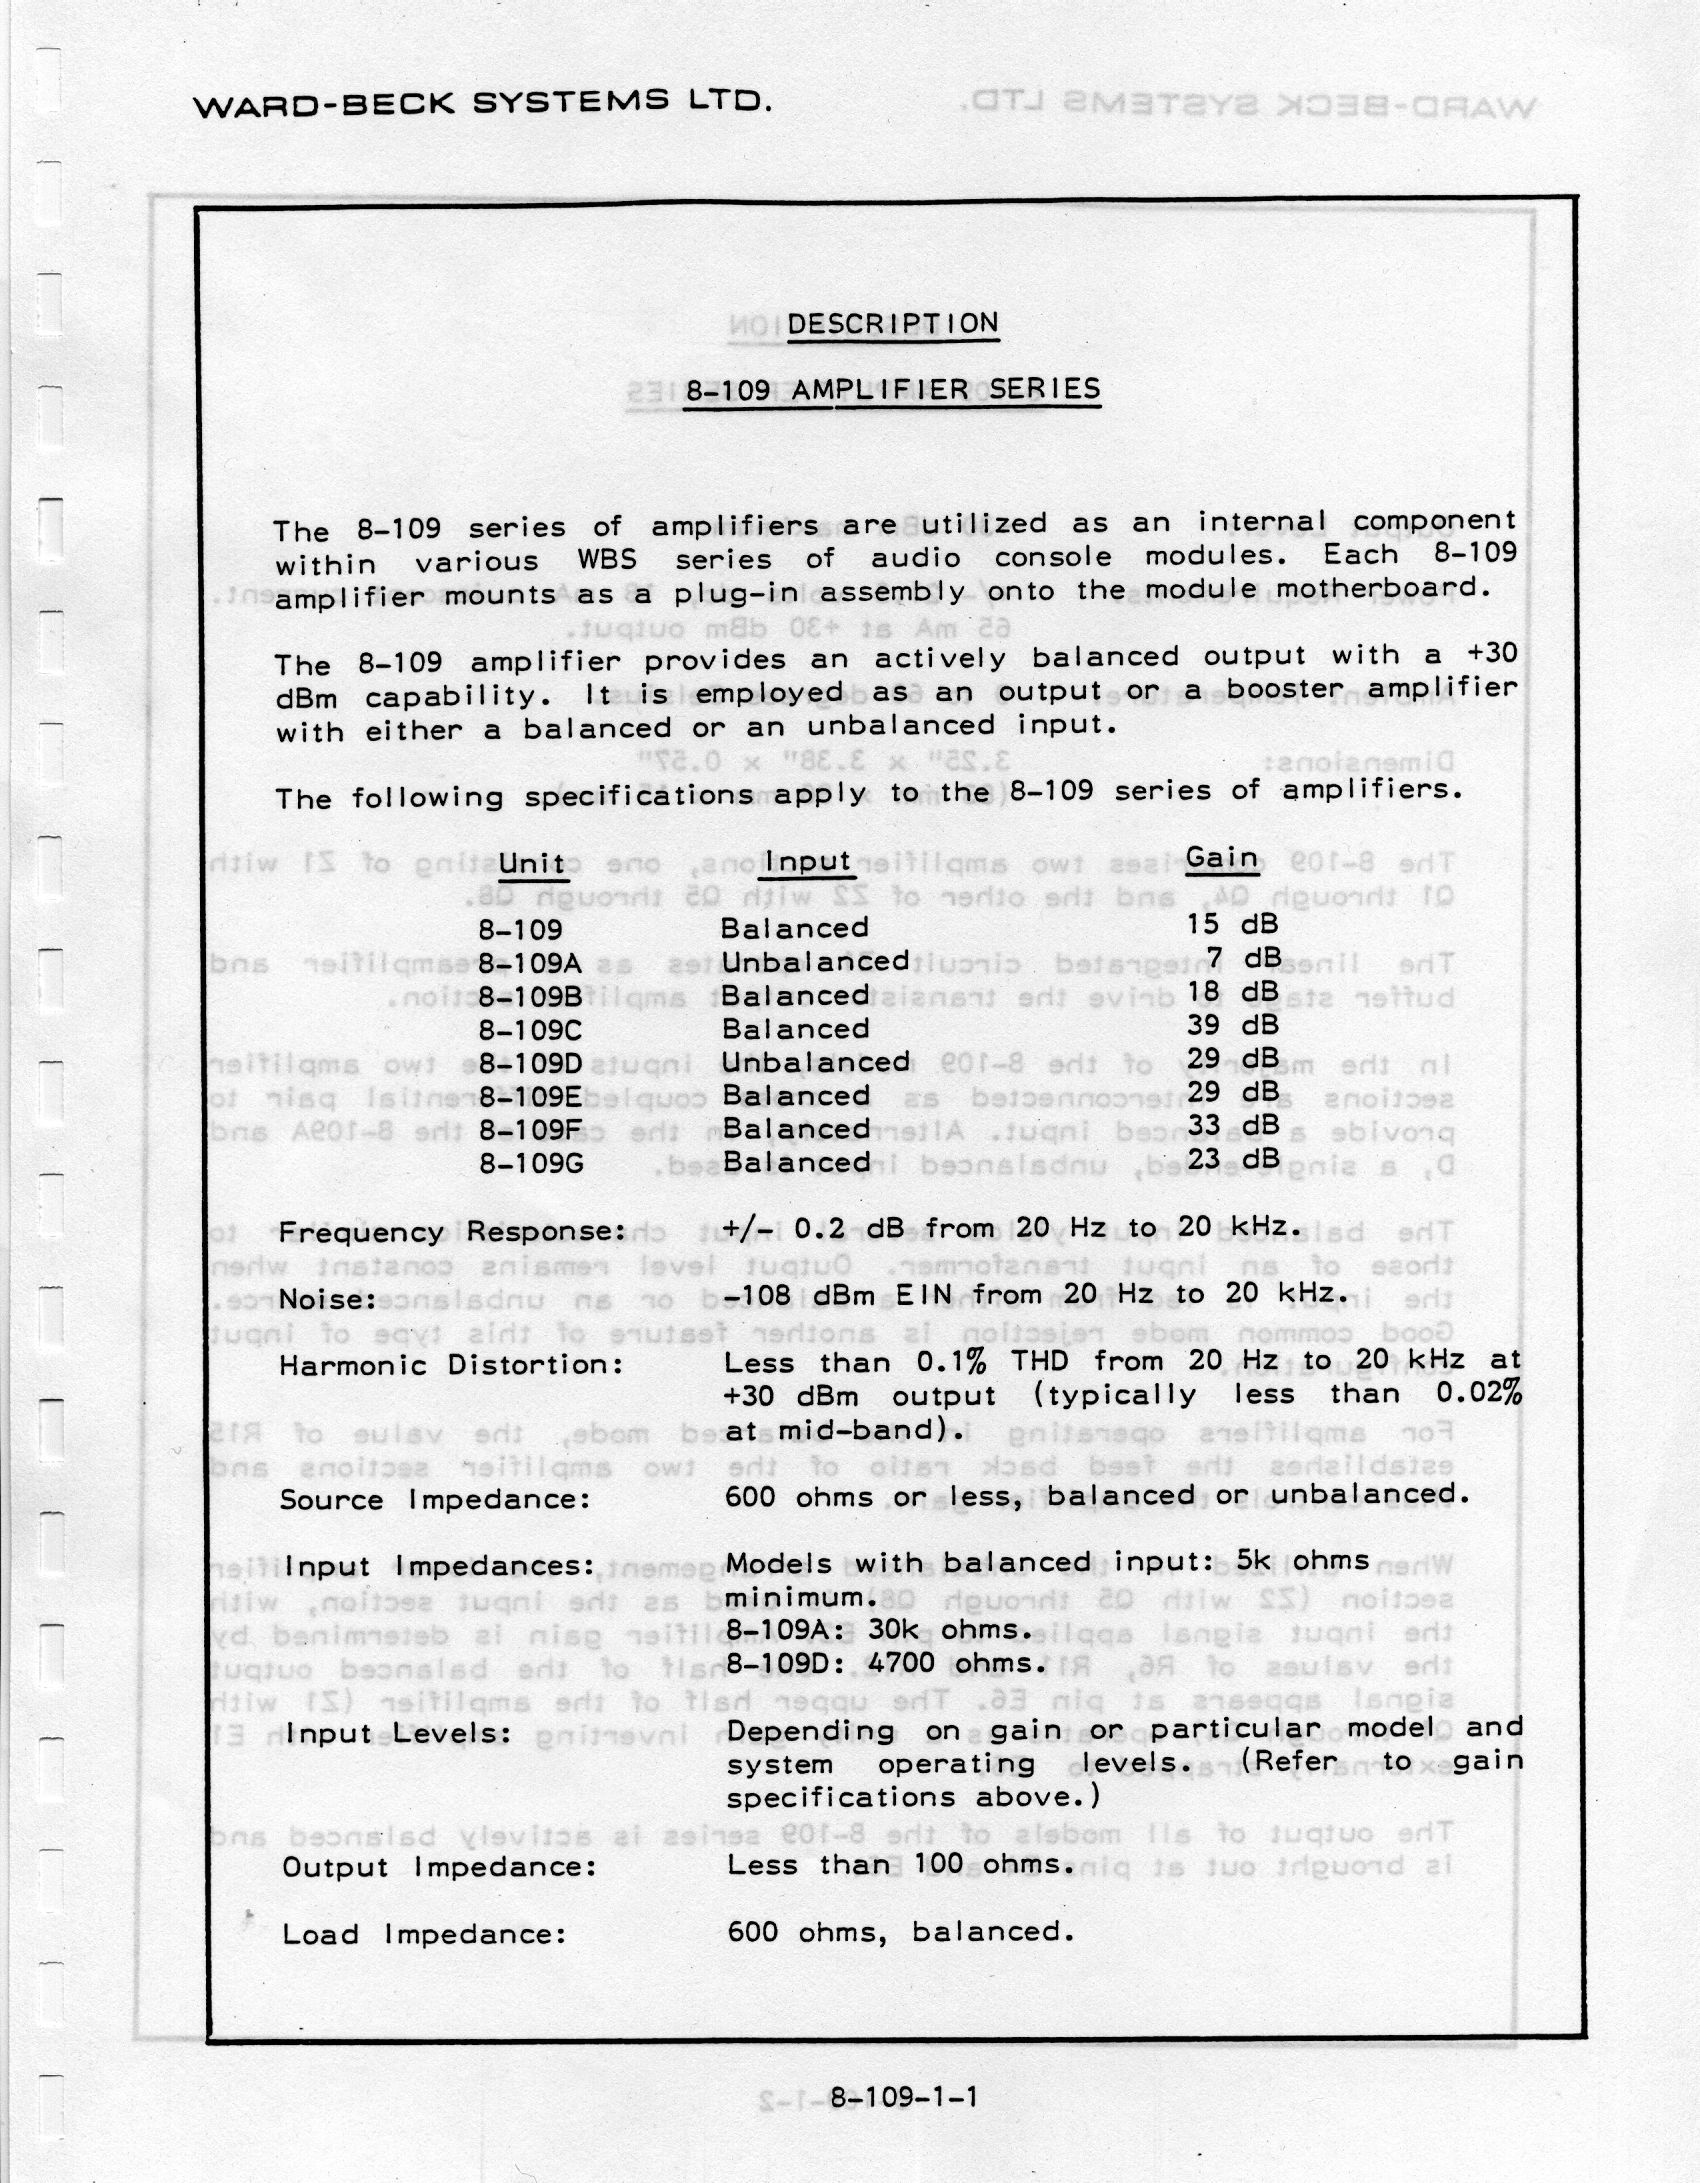 WARD-BECK SYSTEMS LTD.
DESCRIPTION
8-109 AMPLIFIER SERIES
The 8-109 series of amplifiers are utilized as an internal component
within various WBS series of audio console modules. Each 8-109
amplifier mounts as a plug-in assembly onto the module motherboard.
The 8-109 amplifier provides an actively balanced output with a +30
dBm capability. It is employed as an output or a booster amplifier
with either a balanced or an unbalanced input.
The following specifications apply to the 8-109 series of amplifiers.
Unit Input Gain
8-109 Balanced 15 dB
8-109A Unbalanced 7 dB
8-109B Balanced 18 dB
8-109C Balanced 39 dB
8-109D Unbalanced 29 dB
8-109E Balanced 29 dB
8-109F Balanced 33 dB
8-109G Balanced 23 dB
Frequency Response: +/- 0.2 dB from 20 Hz to 20 kHz.
Noise: -108 dBm EIN from 20 Hz to 20 kHz.
Harmonic Distortion: Less than 0.1% THD from 20 Hz to 20 kHz at
+30 dBm output (typically less than 0.02%
at mid-band).
Source Impedance: 600 ohms or less, balanced or unbalanced.
Input Impedances: Models with balanced input: 5k ohms
minimum.
8-109A: 30k ohms.
8-109D: 4700 ohms.
Input Levels: Depending on gain or particular model and
system operating levels. (Refer to gain
specifications above.)
Output Impedance: Less than 100 ohms.
Load Impedance: 600 ohms, balanced.
8-109-1-1